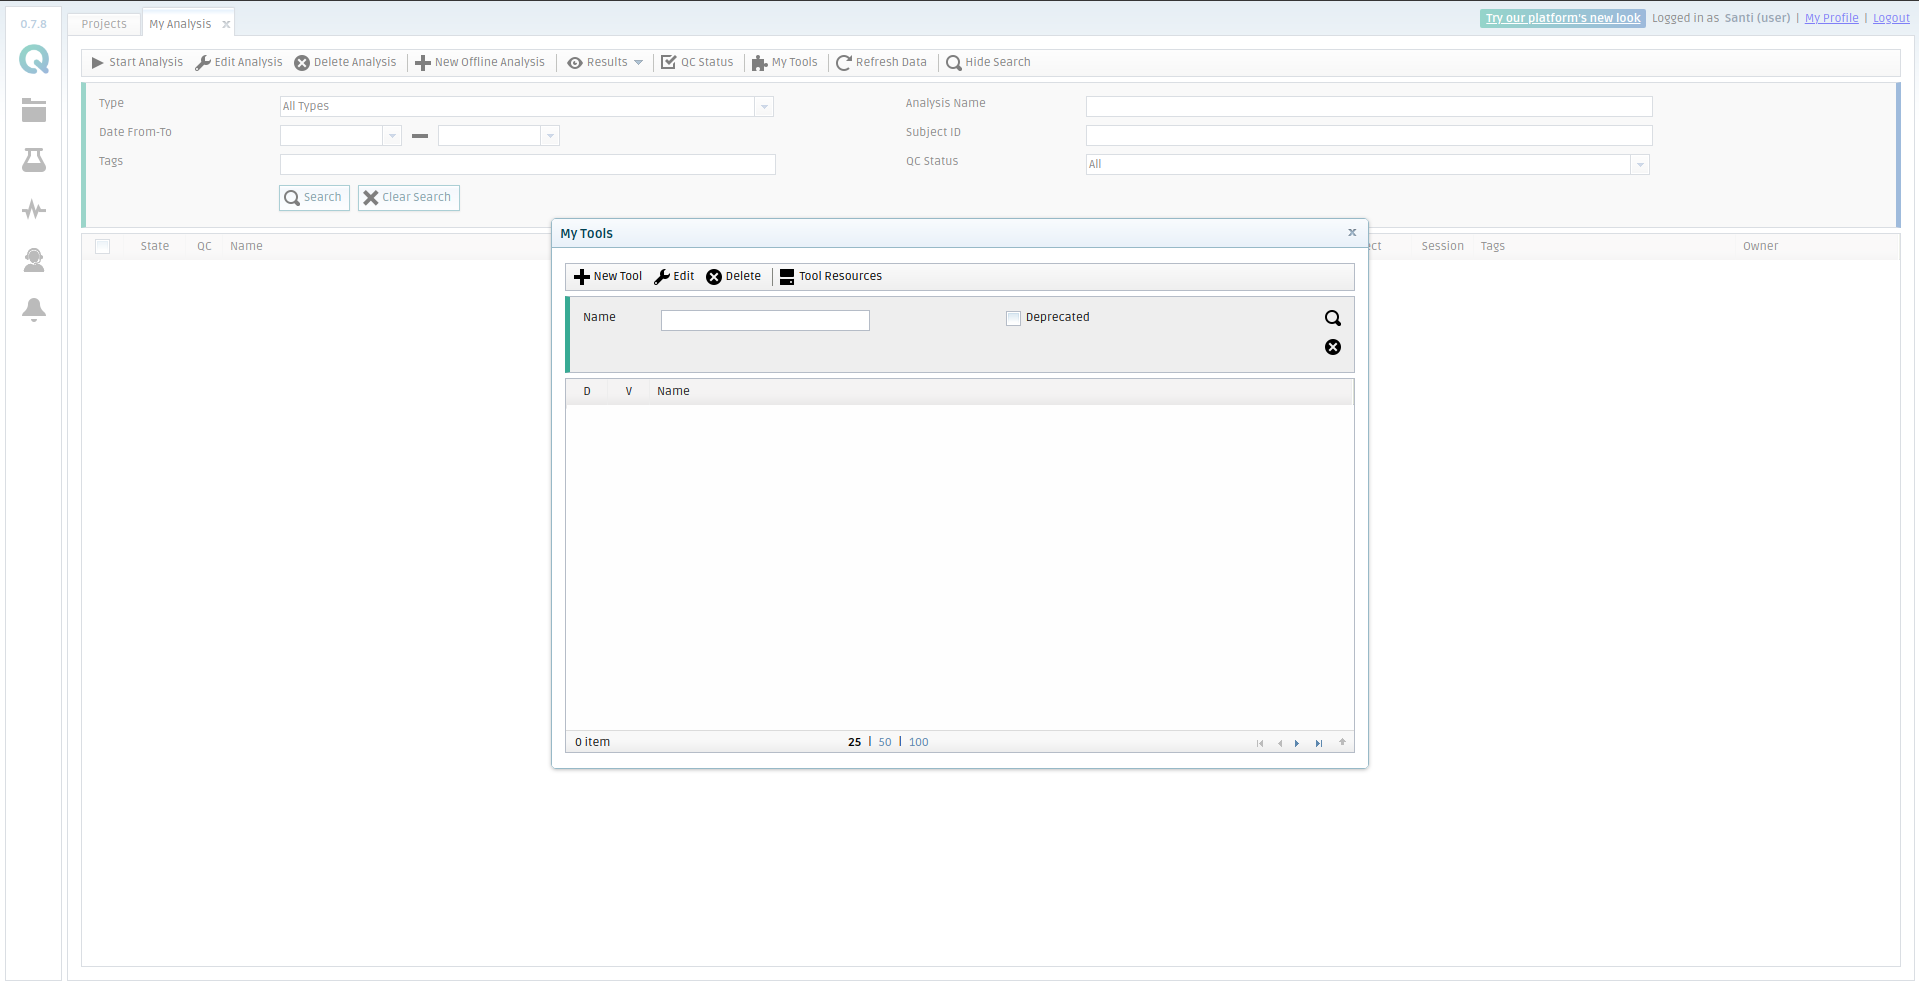 0.7.8
Projects
My Analysis
Try our platform's new look Logged in as Santi (user) | My Profile | Logout
Start Analysis Edit Analysis Delete Analysis New Offline Analysis Results QC Status My Tools Refresh Data Hide Search
Type All Types Analysis Name
Date From-To Subject ID
Tags QC Status All
Search Clear Search
My Tools
State QC Name ect Session Tags Owner
New Tool Edit Delete Tool Resources
Name Deprecated
D V Name
0 item 25 | 50 | 100